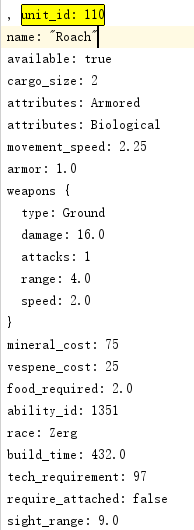 , unit_id: 110
name: "Roach"
available: true
cargo_size: 2
attributes: Armored
attributes: Biological
movement_speed: 2.25
armor: 1.0
weapons {
  type: Ground
  damage: 16.0
  attacks: 1
  range: 4.0
  speed: 2.0
}
mineral_cost: 75
vespene_cost: 25
food_required: 2.0
ability_id: 1351
race: Zerg
build_time: 432.0
tech_requirement: 97
require_attached: false
sight_range: 9.0